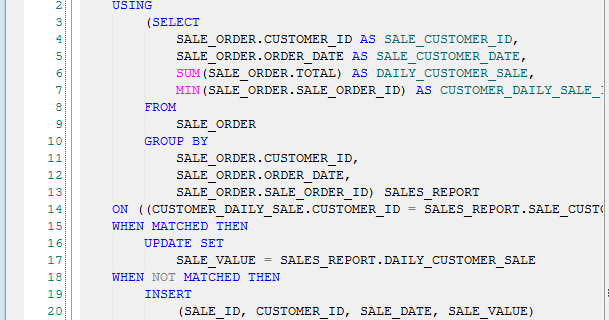 2 USING
3 (SELECT
4 SALE_ORDER.CUSTOMER_ID AS SALE_CUSTOMER_ID,
5 SALE_ORDER.ORDER_DATE AS SALE_CUSTOMER_DATE,
6 SUM(SALE_ORDER.TOTAL) AS DAILY_CUSTOMER_SALE,
7 MIN(SALE_ORDER.SALE_ORDER_ID) AS CUSTOMER_DAILY_SALE_
8 FROM
9 SALE_ORDER
10 GROUP BY
11 SALE_ORDER.CUSTOMER_ID,
12 SALE_ORDER.ORDER_DATE,
13 SALE_ORDER.SALE_ORDER_ID) SALES_REPORT
14 ON ((CUSTOMER_DAILY_SALE.CUSTOMER_ID = SALES_REPORT.SALE_CUSTO
15 WHEN MATCHED THEN
16 UPDATE SET
17 SALE_VALUE = SALES_REPORT.DAILY_CUSTOMER_SALE
18 WHEN NOT MATCHED THEN
19 INSERT
20 (SALE_ID, CUSTOMER_ID, SALE_DATE, SALE_VALUE)